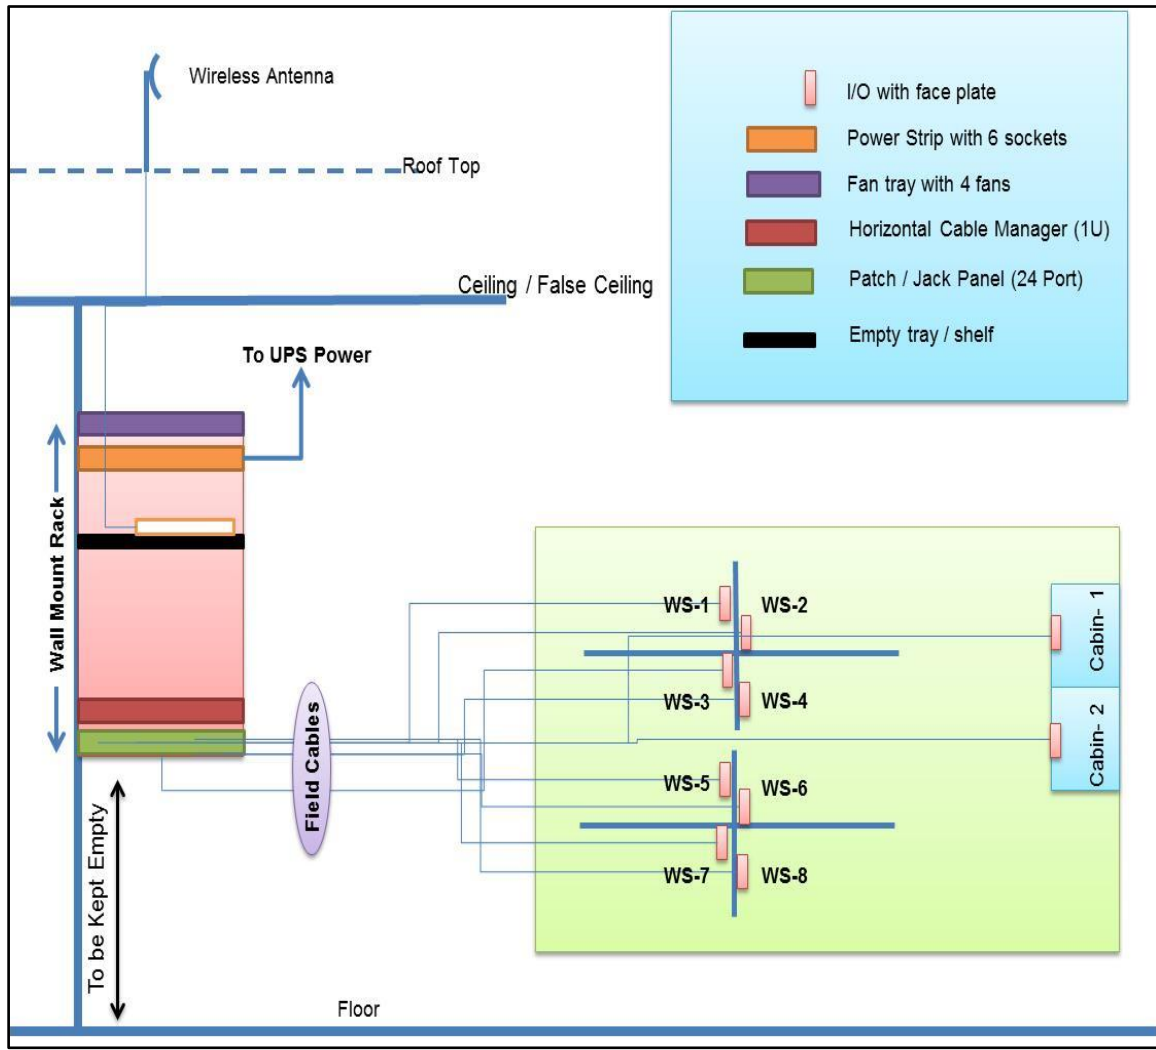 Wireless Antenna
Roof Top
Ceiling / False Ceiling
To UPS Power
I/O with face plate
Power Strip with 6 sockets
Fan tray with 4 fans
Horizontal Cable Manager (1U)
Patch / Jack Panel (24 Port)
Empty tray / shelf
Wall Mount Rack
Field Cables
To be Kept Empty
WS-1
WS-2
WS-3
WS-4
WS-5
WS-6
WS-7
WS-8
Cabin- 1
Cabin- 2
Floor